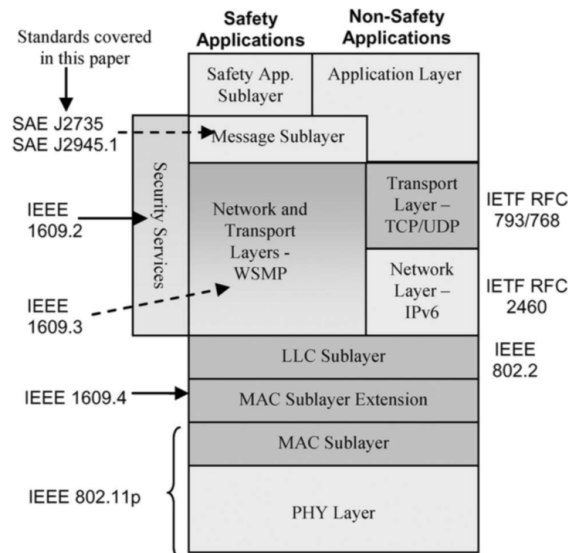 Safety
Applications
Non-Safety
Applications
Standards covered
in this paper
Safety App.
Sublayer
Application Layer
SAE J2735
SAE J2945.1
Message Sublayer
Security Services
IEEE
1609.2
Network and
Transport
Layers -
WSMP
Transport
Layer –
TCP/UDP
IETF RFC
793/768
IEEE
1609.3
Network
Layer –
IPv6
IETF RFC
2460
LLC Sublayer
IEEE
802.2
IEEE 1609.4
MAC Sublayer Extension
MAC Sublayer
IEEE 802.11p
PHY Layer